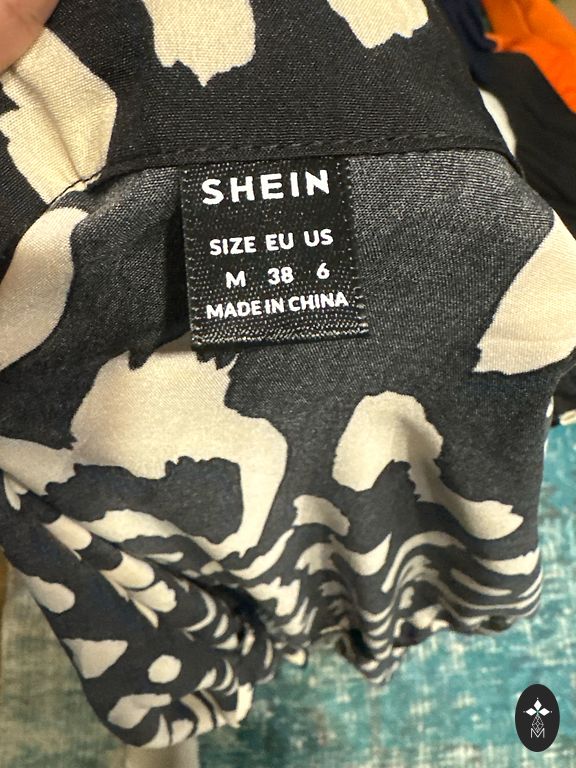 SHEIN
SIZE EU US
M 38 6
MADE IN CHINA